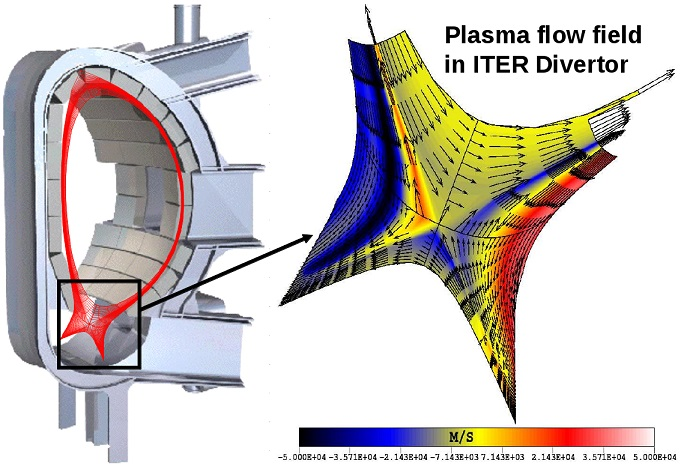 Plasma flow field
in ITER Divertor
M/S
-5.000E+04 -3.571E+04 -2.143E+04 -7.143E+03 7.143E+03 2.143E+04 3.571E+04 5.000E+04